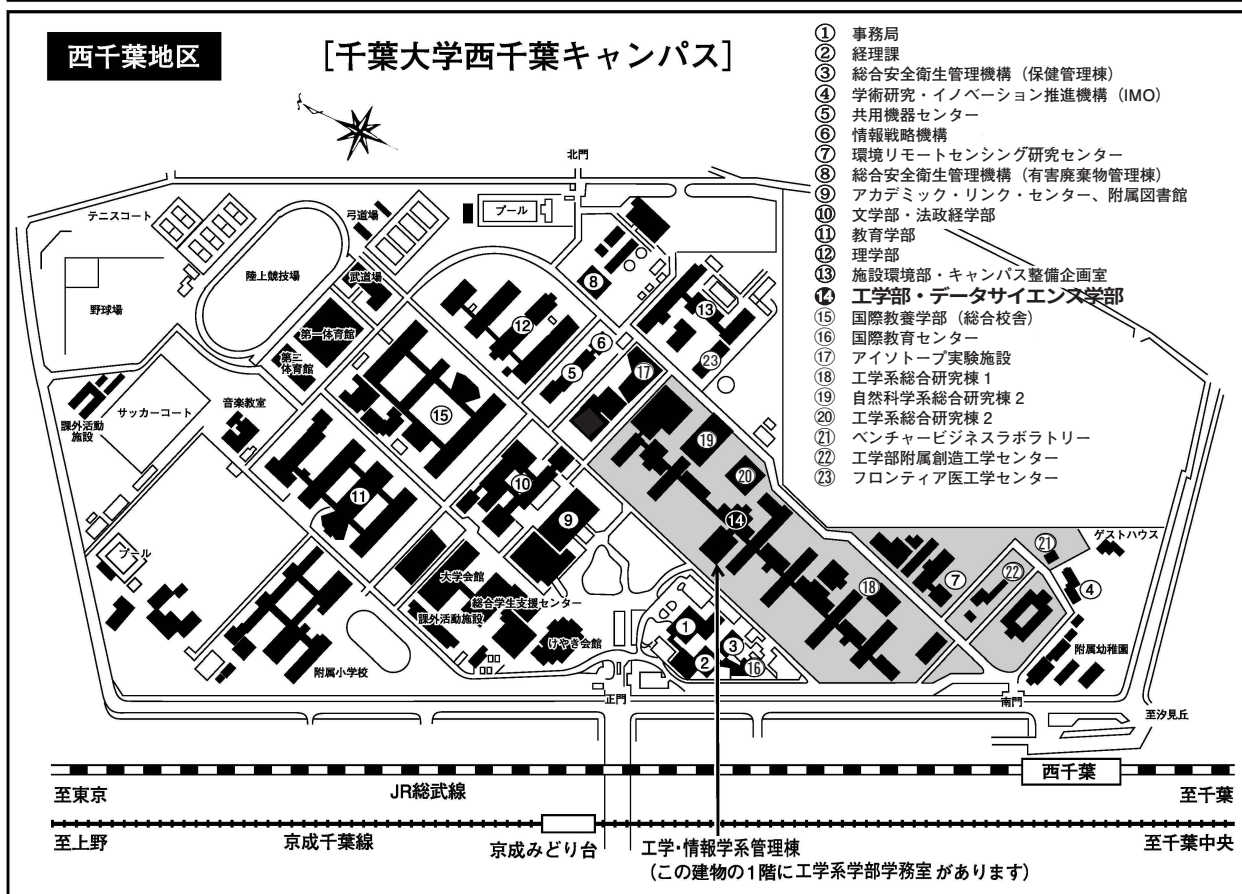 西千葉地区
[千葉大学西千葉キャンパス]
① 事務局
② 経理課
③ 総合安全衛生管理機構（保健管理棟）
④ 学術研究・イノベーション推進機構（IMO）
⑤ 共用機器センター
⑥ 情報戦略機構
⑦ 環境リモートセンシング研究センター
⑧ 総合安全衛生管理機構（有害廃棄物管理棟）
⑨ アカデミック・リンク・センター、附属図書館
⑩ 文学部・法政経学部
⑪ 教育学部
⑫ 理学部
⑬ 施設環境部・キャンパス整備企画室
⓮ 工学部・データサイエンス学部
⑮ 国際教養学部（総合校舎）
⑯ 国際教育センター
⑰ アイソトープ実験施設
⑱ 工学系総合研究棟1
⑲ 自然科学系総合研究棟2
⑳ 工学系総合研究棟2
㉑ ベンチャービジネスラボラトリー
㉒ 工学部附属創造工学センター
㉓ フロンティア医工学センター
北門
テニスコート
弓道場
プール
陸上競技場
武道場
野球場
⑧
⑬
⑫
第一体育館
⑥
㉓
第二
体育館
⑤
⑰
サッカーコート
音楽教室
⑮
課外活動
施設
⑲
⑳
⑩
⑪
⑨
⓮
プール
大学会館
㉑
ゲストハウス
総合学生支援センター
課外活動施設
⑦
㉒
④
⑱
けやき会館
①
③
②
⑯
附属小学校
附属幼稚園
正門
南門
至汐見丘
西千葉
至東京
JR総武線
至千葉
至上野
京成千葉線
京成みどり台
至千葉中央
工学・情報学系管理棟
(この建物の1階に工学系学部学務室があります)